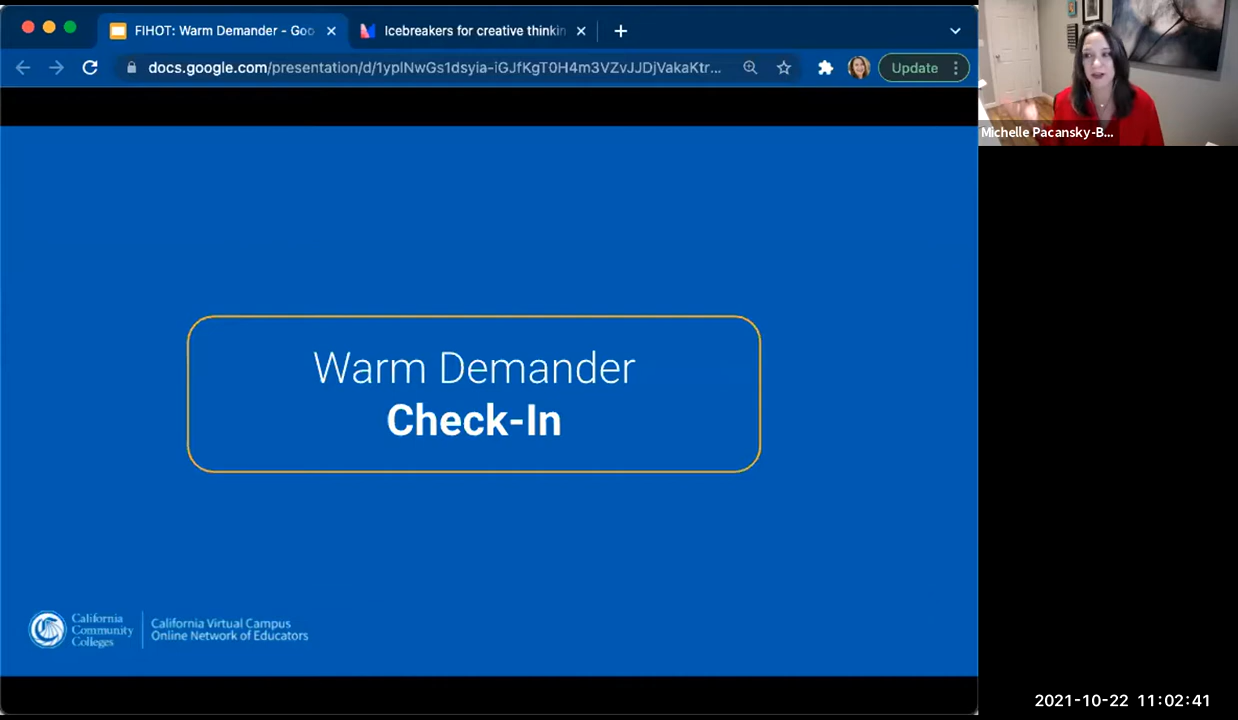 FIHOT: Warm Demander - Goo
Icebreakers for creative thinkin
docs.google.com/presentation/d/1yplNwGs1dsyia-iGJfKgT0H4m3VZvJJDjVakaKtr...
Update
Michelle Pacansky-B...
Warm Demander
Check-In
California
Community
Colleges
California Virtual Campus
Online Network of Educators
2021-10-22 11:02:41